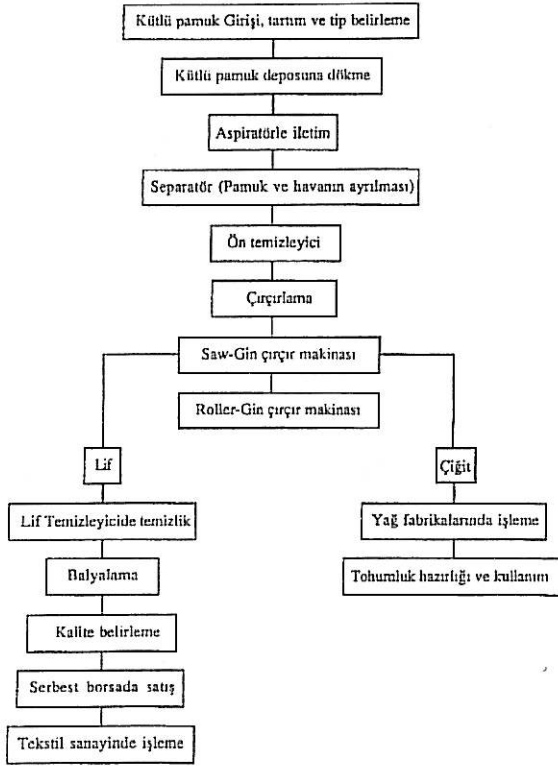 Kütlü pamuk Girişi, tartım ve tip belirleme
Kütlü pamuk deposuna dökme
Aspiratörle iletim
Separatör (Pamuk ve havanın ayrılması)
Ön temizleyici
Çırçırlama
Saw-Gin çırçır makinası
Roller-Gin çırçır makinası
Lif
Lif Temizleyicide temizlik
Balyalama
Kalite belirleme
Serbest borsada satış
Tekstil sanayinde işleme
Çiğit
Yağ fabrikalarında işleme
Tohumluk hazırlığı ve kullanım